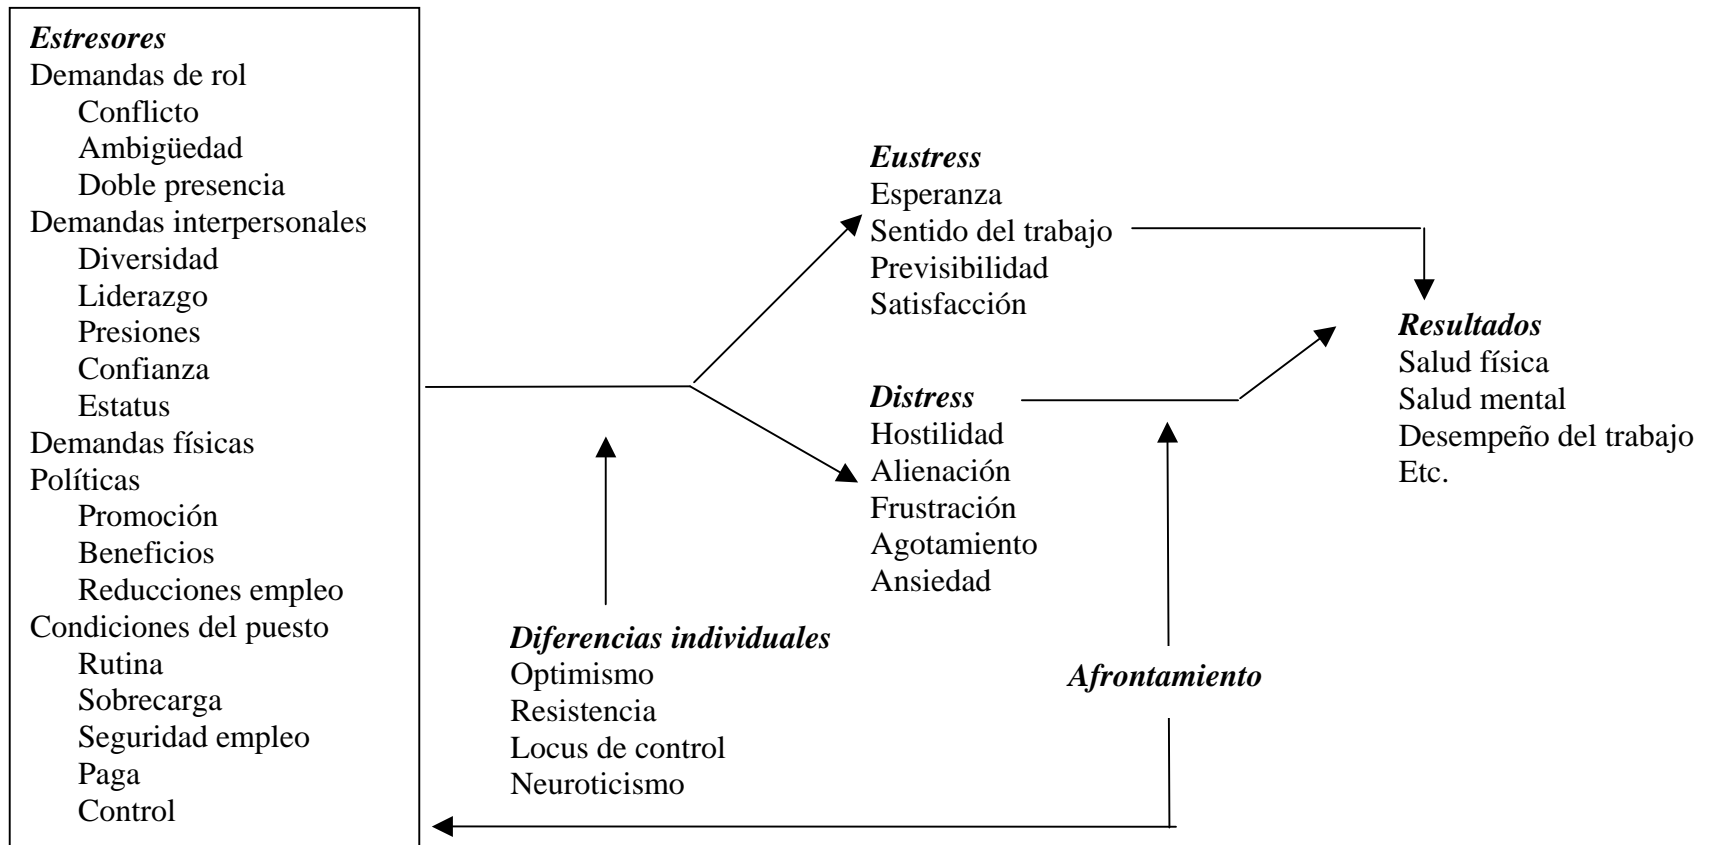 Estresores
Demandas de rol
Conflicto
Ambigüedad
Doble presencia
Demandas interpersonales
Diversidad
Liderazgo
Presiones
Confianza
Estatus
Demandas físicas
Políticas
Promoción
Beneficios
Reducciones empleo
Condiciones del puesto
Rutina
Sobrecarga
Seguridad empleo
Paga
Control
Eustress
Esperanza
Sentido del trabajo
Previsibilidad
Satisfacción
Distress
Hostilidad
Alienación
Frustración
Agotamiento
Ansiedad
Diferencias individuales
Optimismo
Resistencia
Locus de control
Neuroticismo
Afrontamiento
Resultados
Salud física
Salud mental
Desempeño del trabajo
Etc.